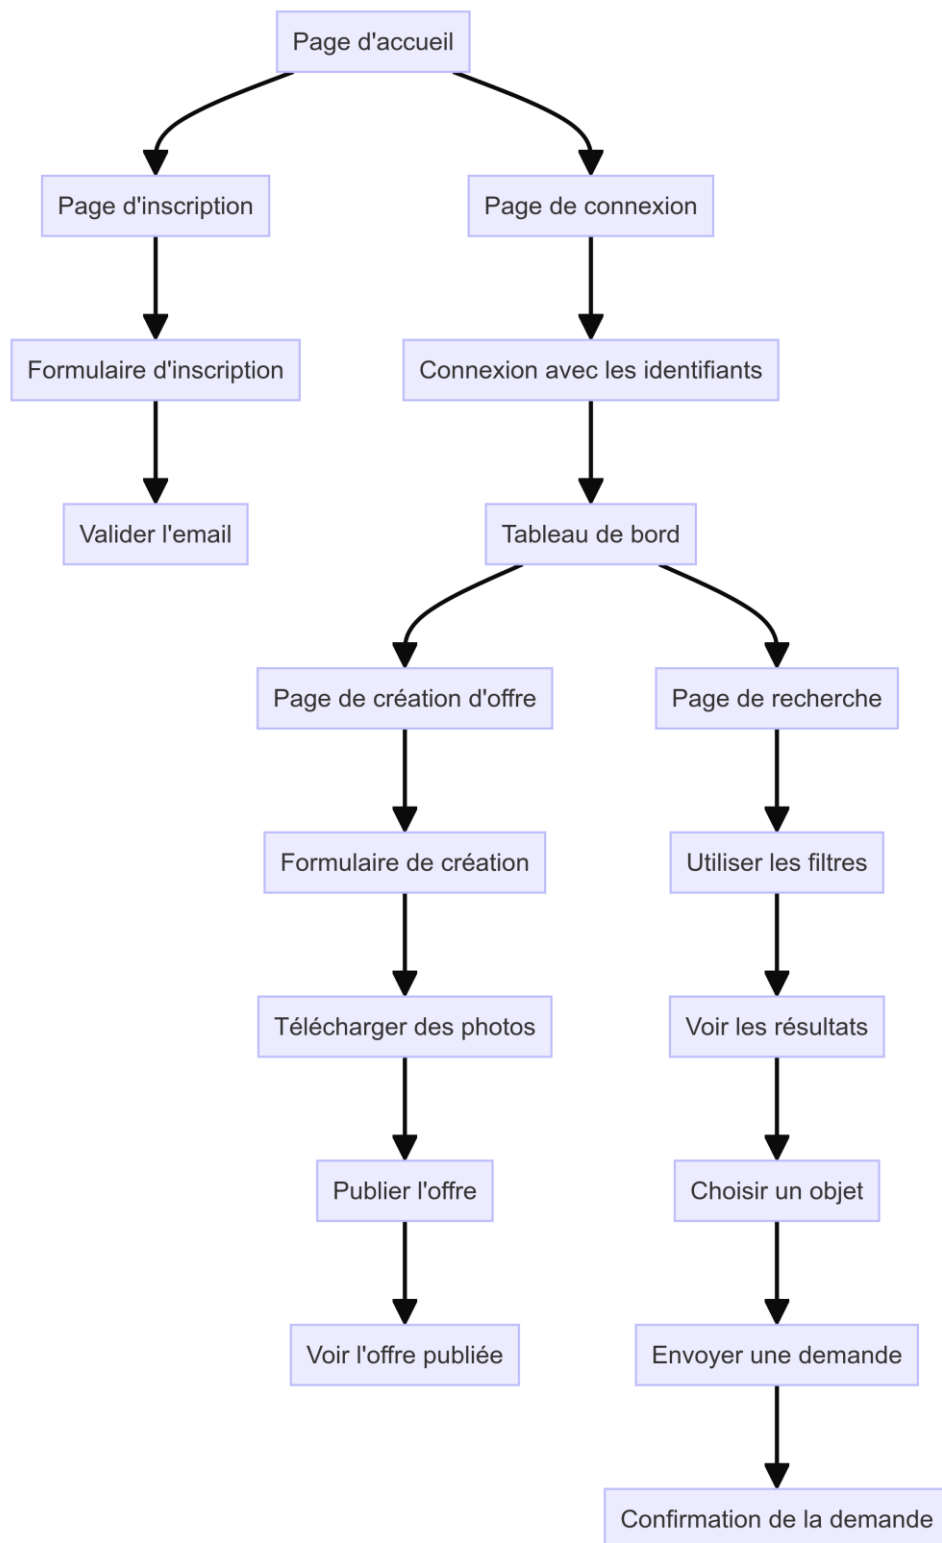 Page d'accueil
Page d'inscription
Page de connexion
Formulaire d'inscription
Connexion avec les identifiants
Valider l'email
Tableau de bord
Page de création d'offre
Page de recherche
Formulaire de création
Utiliser les filtres
Télécharger des photos
Voir les résultats
Publier l'offre
Choisir un objet
Voir l'offre publiée
Envoyer une demande
Confirmation de la demande